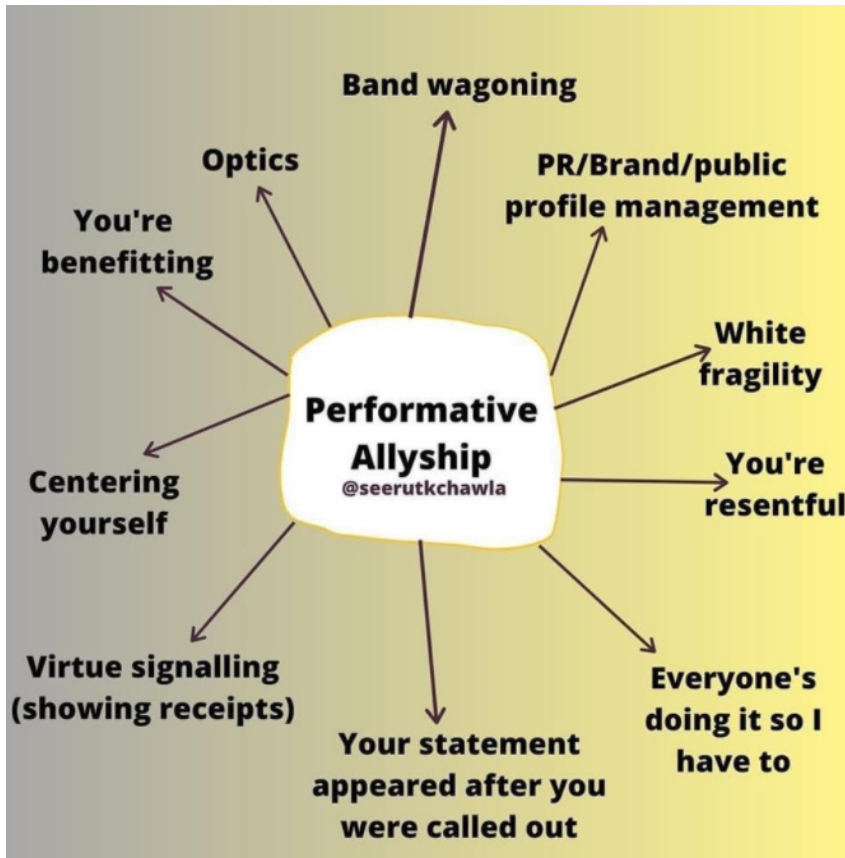 Band wagoning
Optics
PR/Brand/public
profile management
You're
benefitting
White
fragility
Performative
Allyship
@seerutkchawla
You're
resentful
Centering
yourself
Virtue signalling
(showing receipts)
Everyone's
doing it so I
have to
Your statement
appeared after you
were called out